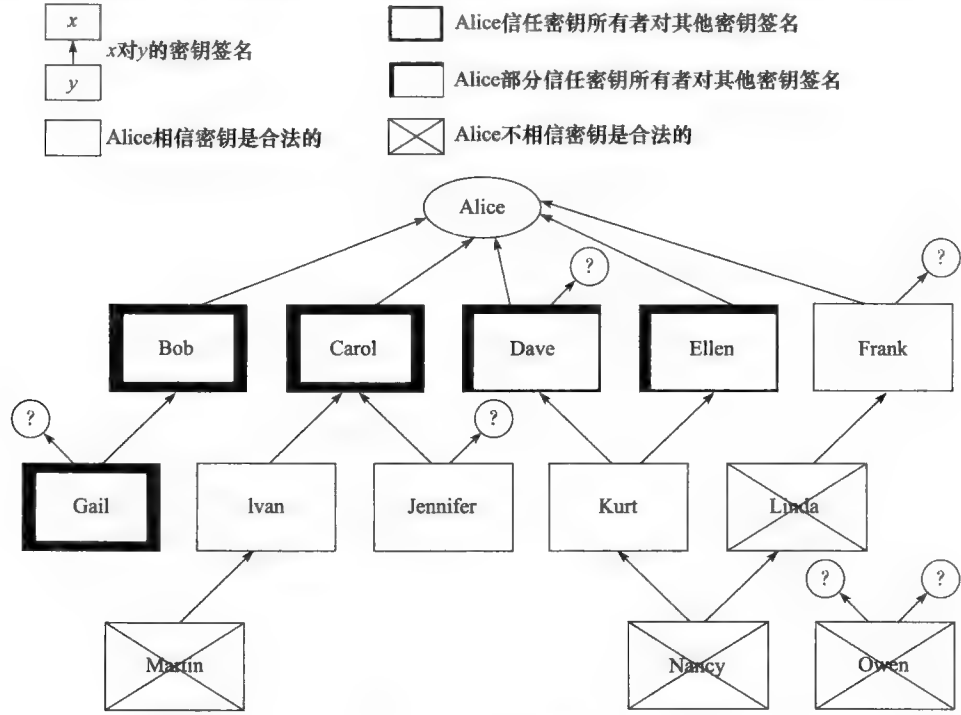 x
x对y的密钥签名
y
Alice相信密钥是合法的
Alice信任密钥所有者对其他密钥签名
Alice部分信任密钥所有者对其他密钥签名
Alice不相信密钥是合法的
Alice
?
?
Bob
Carol
Dave
Ellen
Frank
?
?
Gail
lvan
Jennifer
Kurt
Linda
?
?
Martin
Nancy
Owen